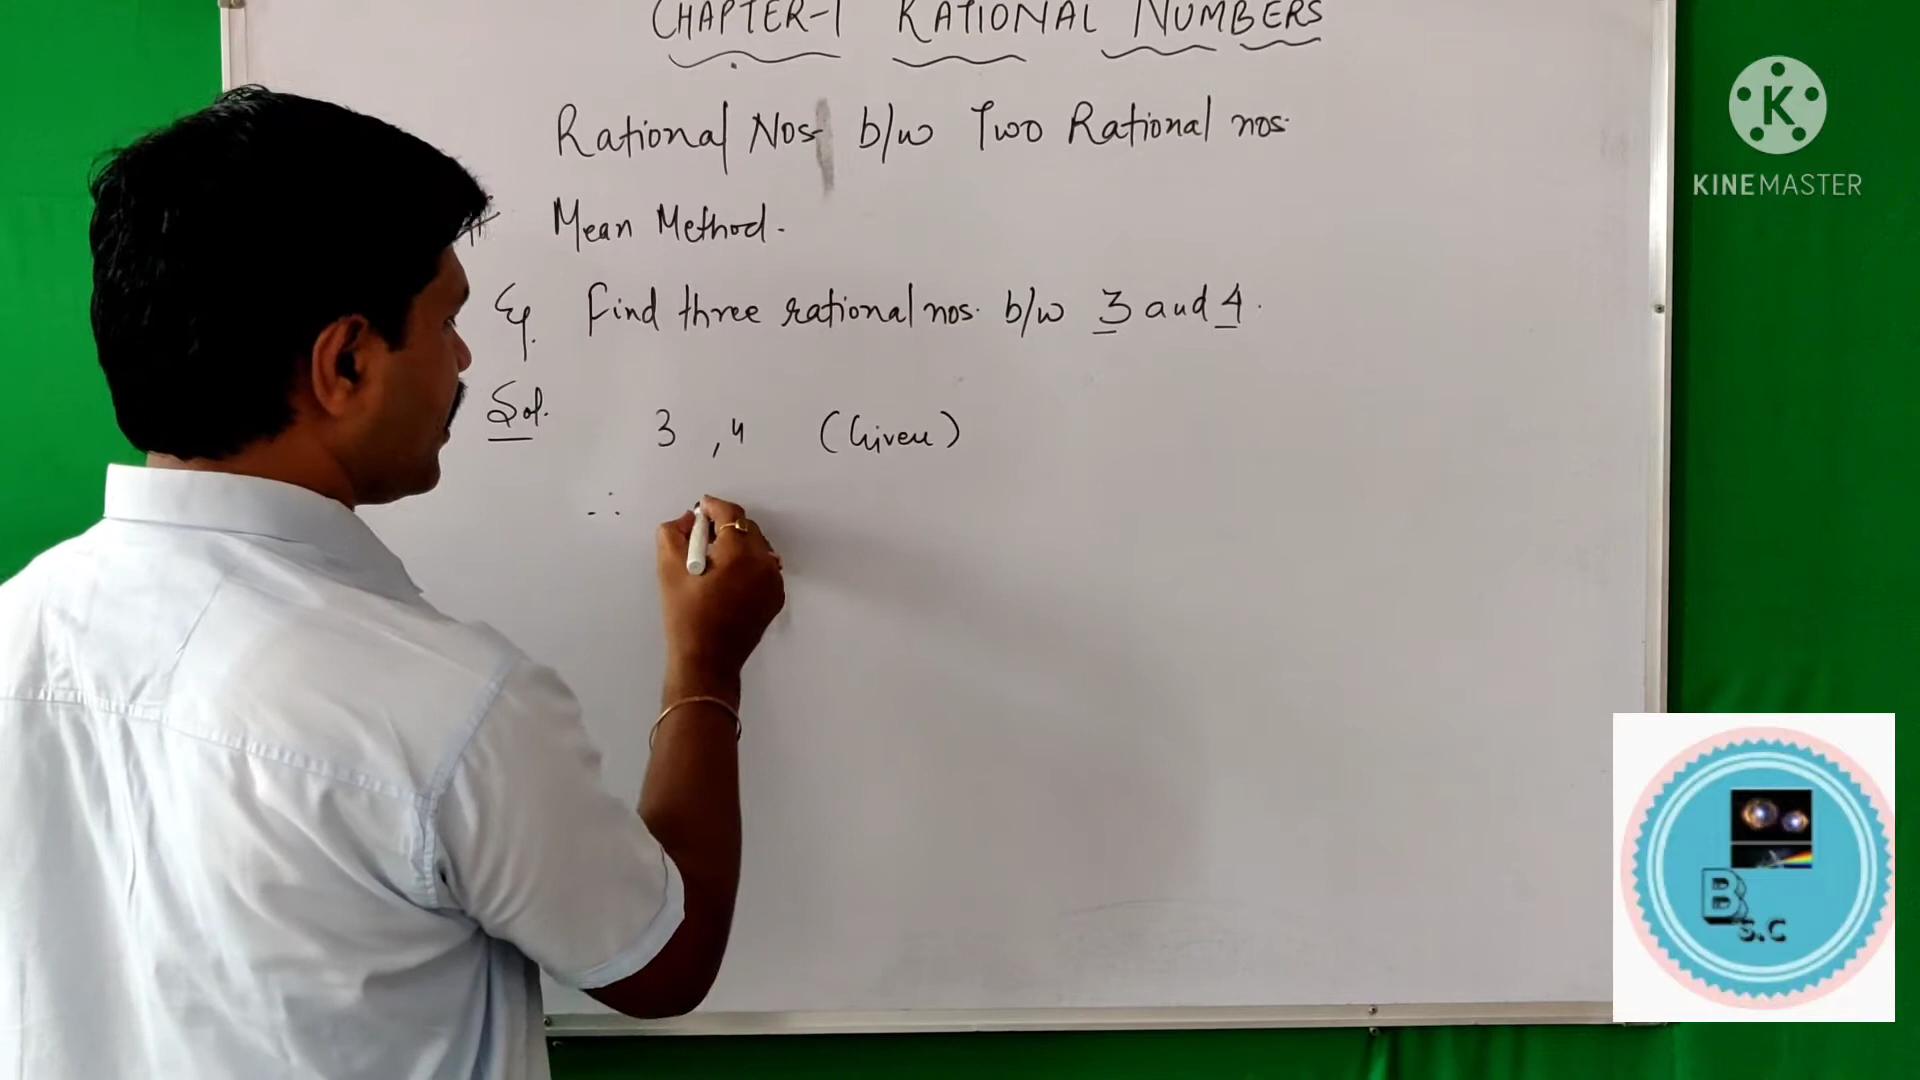 CHAPTER-1 RATIONAL NUMBERS
Rational Nos b/w Two Rational nos.
Mean Method.
Eg. Find three rational nos. b/w 3 and 4.
Sol. 3 , 4 (Given)
∴
K
KINEMASTER
B
s.c